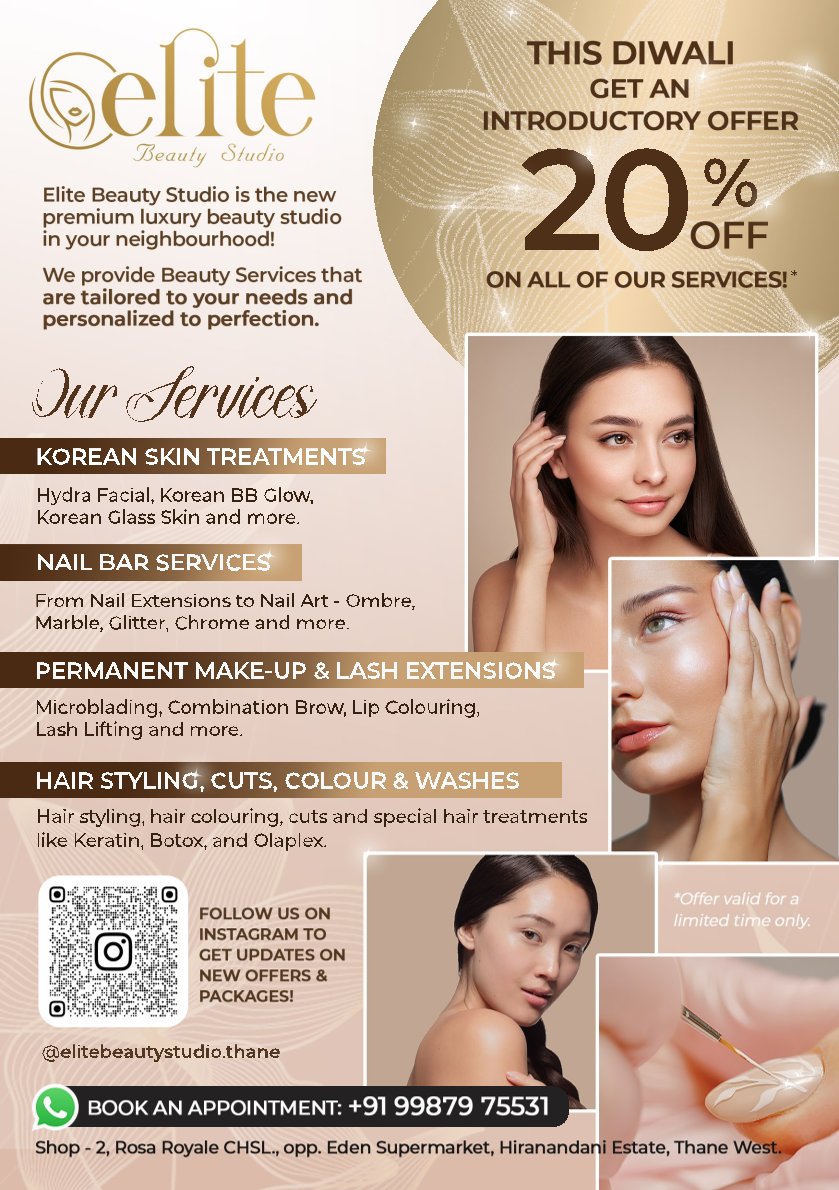 elite
Beauty Studio
Elite Beauty Studio is the new
premium luxury beauty studio
in your neighbourhood!
We provide Beauty Services that
are tailored to your needs and
personalized to perfection.
THIS DIWALI
GET AN
INTRODUCTORY OFFER
20%
OFF
ON ALL OF OUR SERVICES!*
Our Services
KOREAN SKIN TREATMENTS
Hydra Facial, Korean BB Glow,
Korean Glass Skin and more.
NAIL BAR SERVICES
From Nail Extensions to Nail Art - Ombre,
Marble, Glitter, Chrome and more.
PERMANENT MAKE-UP & LASH EXTENSIONS
Microblading, Combination Brow, Lip Colouring,
Lash Lifting and more.
HAIR STYLING, CUTS, COLOUR & WASHES
Hair styling, hair colouring, cuts and special hair treatments
like Keratin, Botox, and Olaplex.
FOLLOW US ON
INSTAGRAM TO
GET UPDATES ON
NEW OFFERS &
PACKAGES!
@elitebeautystudio.thane
*Offer valid for a
limited time only.
BOOK AN APPOINTMENT: +91 99879 75531
Shop - 2, Rosa Royale CHSL., opp. Eden Supermarket, Hiranandani Estate, Thane West.